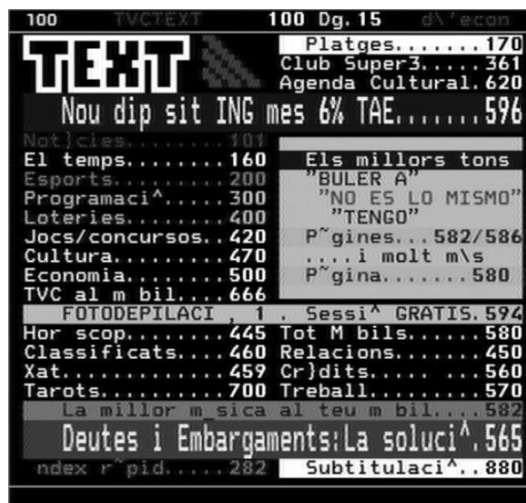 100 TVCTEXT 100 Dg. 15 d\'econ
TEXT
Platges.......170
Club Super3.....361
Agenda Cultural.620
Nou dip sit ING mes 6% TAE.......596
Not]cies........101
El temps........160
Esports.........200
Programaci^.....300
Loteries........400
Jocs/concursos..420
Cultura.........470
Economia........500
TVC al m bil....666
Els millors tons
"BULER A"
"NO ES LO MISMO"
"TENGO"
P~gines...582/586
....i molt m\s
P~gina.......580
FOTODEPILACI , 1 . Sessi^ GRATIS.594
Hor scop........445 Tot M bils......580
Classificats....460 Relacions.......450
Xat.............459 Cr}dits..... ...560
Tarots..........700 Treball.........570
La millor m_sica al teu m bil....582
Deutes i Embargaments:La soluci^.565
ndex r~pid.....282 Subtitulaci^..880